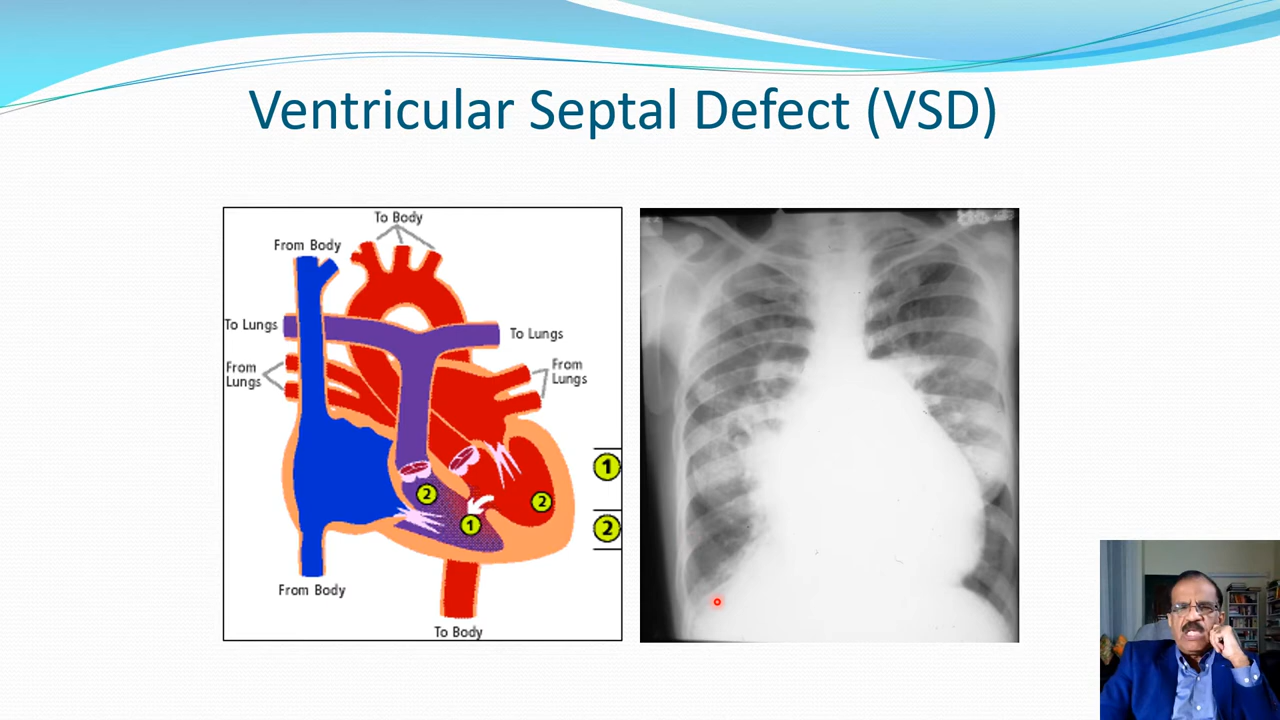 Ventricular Septal Defect (VSD)
To Body
From Body
To Lungs
To Lungs
From
Lungs
From
Lungs
1
2
2
2
1
From Body
To Body